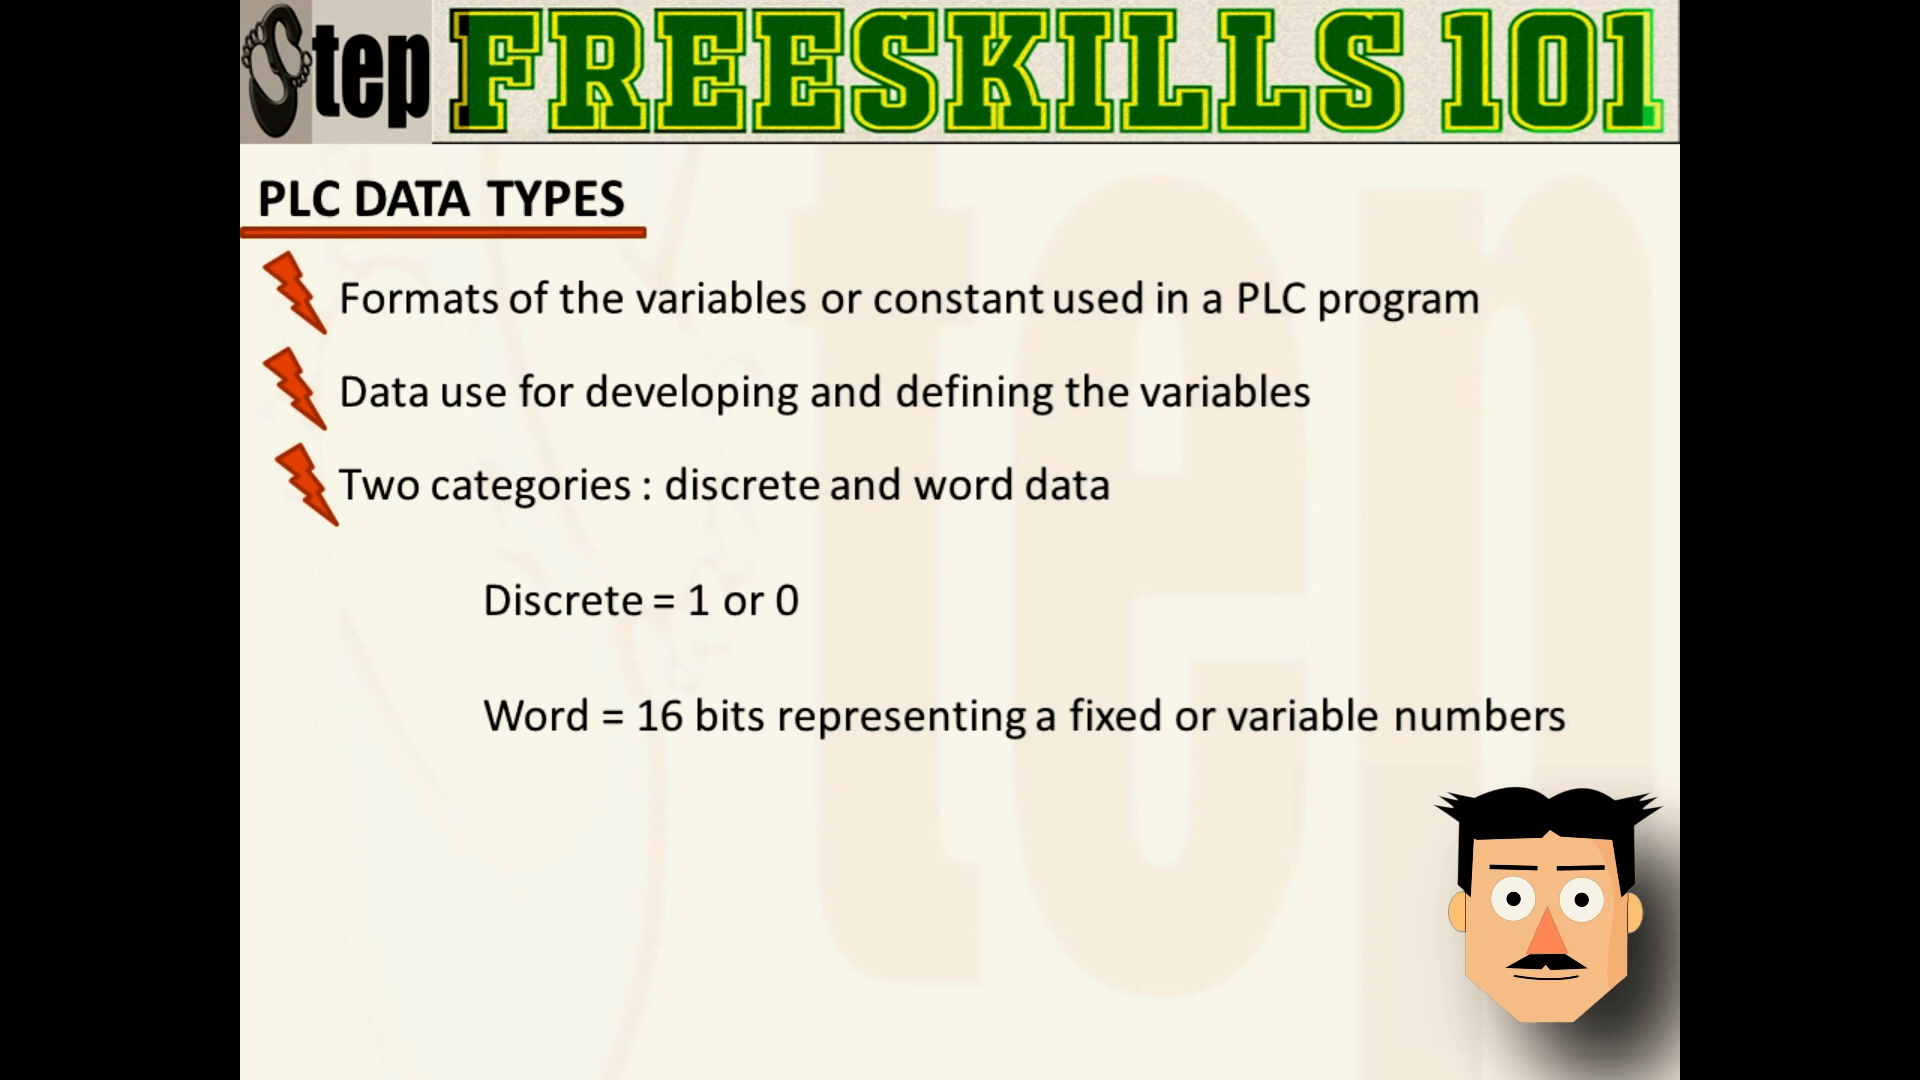 Step FREESKILLS 101
PLC DATA TYPES
Formats of the variables or constant used in a PLC program
Data use for developing and defining the variables
Two categories : discrete and word data
Discrete = 1 or 0
Word = 16 bits representing a fixed or variable numbers